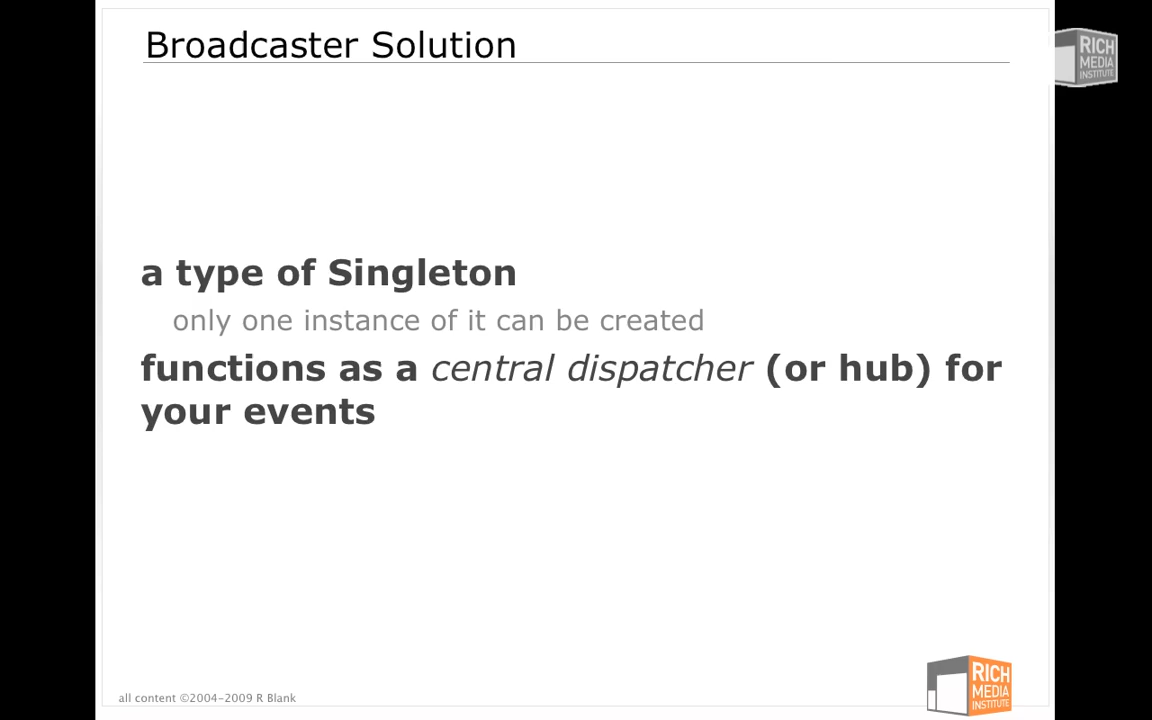 Broadcaster Solution
RICH
MEDIA
INSTITUTE
a type of Singleton
only one instance of it can be created
functions as a central dispatcher (or hub) for
your events
all content ©2004-2009 R Blank
RICH
MEDIA
INSTITUTE